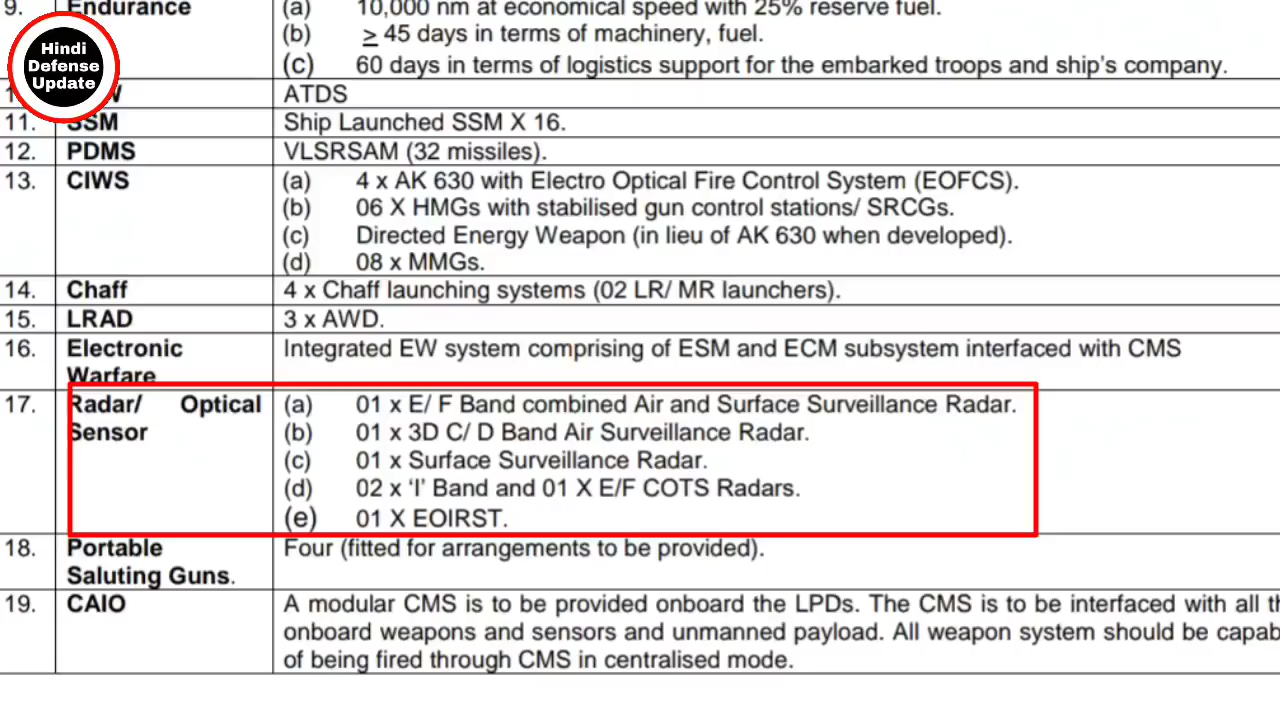 9. Endurance (a) 10,000 nm at economical speed with 25% reserve fuel.
Hindi
Defense
Update
(b) ≥ 45 days in terms of machinery, fuel.
(c) 60 days in terms of logistics support for the embarked troops and ship's company.
ATDS
11. SSM Ship Launched SSM X 16.
12. PDMS VLSRSAM (32 missiles).
13. CIWS (a) 4 x AK 630 with Electro Optical Fire Control System (EOFCS).
(b) 06 X HMGs with stabilised gun control stations/ SRCGs.
(c) Directed Energy Weapon (in lieu of AK 630 when developed).
(d) 08 x MMGs.
14. Chaff 4 x Chaff launching systems (02 LR/ MR launchers).
15. LRAD 3 x AWD.
16. Electronic Integrated EW system comprising of ESM and ECM subsystem interfaced with CMS
Warfare
17. Radar/ Optical (a) 01 x E/ F Band combined Air and Surface Surveillance Radar.
Sensor (b) 01 x 3D C/ D Band Air Surveillance Radar.
(c) 01 x Surface Surveillance Radar.
(d) 02 x ‘I’ Band and 01 X E/F COTS Radars.
(e) 01 X EOIRST.
18. Portable Four (fitted for arrangements to be provided).
Saluting Guns.
19. CAIO A modular CMS is to be provided onboard the LPDs. The CMS is to be interfaced with all
onboard weapons and sensors and unmanned payload. All weapon system should be
of being fired through CMS in centralised mode.